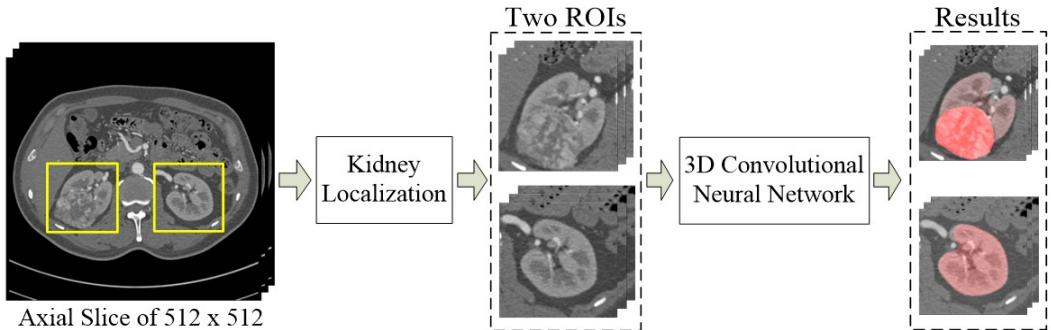 Two ROIs
Results
Kidney
Localization
3D Convolutional
Neural Network
Axial Slice of 512 x 512